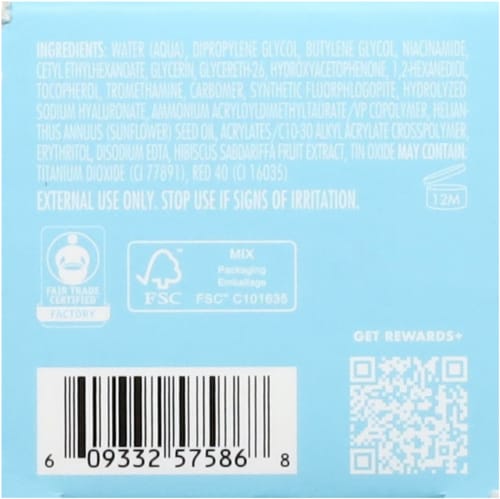 INGREDIENTS: WATER (AQUA), DIPROPYLENE GLYCOL, BUTYLENE GLYCOL, NIACINAMIDE,
CETYL ETHYLHEXANOATE, GLYCERIN, GLYCERETH-26, HYDROXYACETOPHENONE, 1,2-HEXANEDIOL,
TOCOPHEROL, TROMETHAMINE, CARBOMER, SYNTHETIC FLUORPHLOGOPITE, HYDROLYZED
SODIUM HYALURONATE, AMMONIUM ACRYLOYLDIMETHYLTAURATE/VP COPOLYMER, HELIAN-
THUS ANNUUS (SUNFLOWER) SEED OIL, ACRYLATES/C10-30 ALKYL ACRYLATE CROSSPOLYMER,
ERYTHRITOL, DISODIUM EDTA, HIBISCUS SABDARIFFA FRUIT EXTRACT, TIN OXIDE MAY CONTAIN:
TITANIUM DIOXIDE (CI 77891), RED 40 (CI 16035)
EXTERNAL USE ONLY. STOP USE IF SIGNS OF IRRITATION.
12M
FAIR TRADE
CERTIFIED
FACTORY
FSC
MIX
Packaging
Emballage
FSC™ C101635
GET REWARDS+
6 09332 57586 8